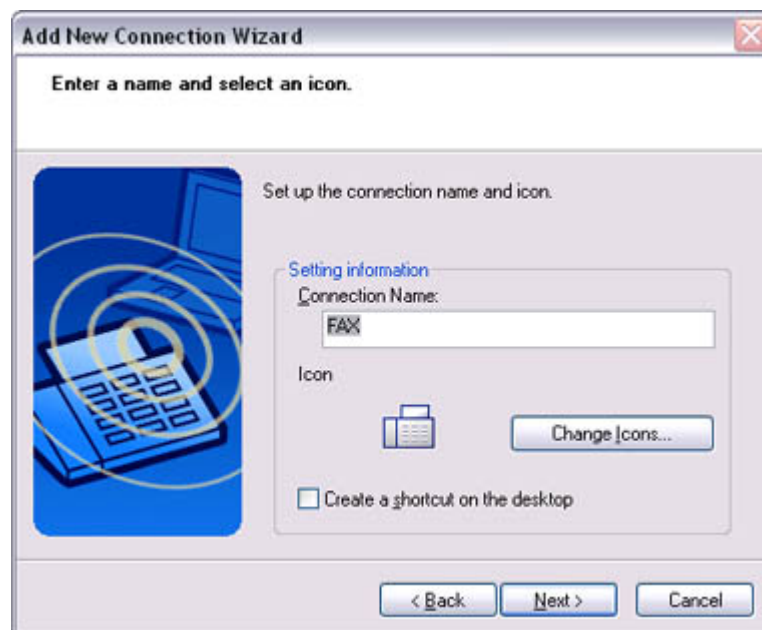 Add New Connection Wizard
Enter a name and select an icon.
Set up the connection name and icon.
Setting information
Connection Name:
FAX
Icon
Change Icons...
Create a shortcut on the desktop
< Back
Next >
Cancel